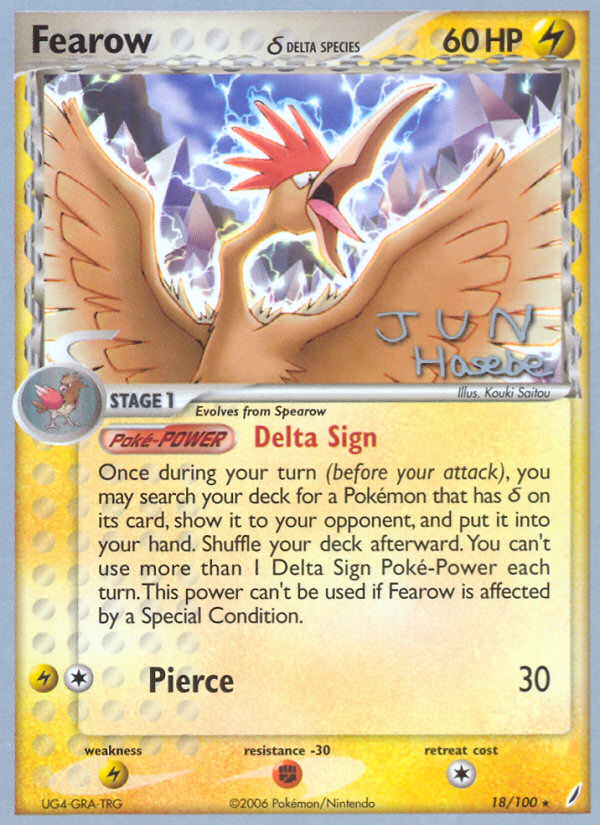 Fearow δ DELTA SPECIES 60 HP
JUN
Hasebe
Illus. Kouki Saitou
STAGE 1
Evolves from Spearow
Poké-POWER Delta Sign
Once during your turn (before your attack), you
may search your deck for a Pokémon that has δ on
its card, show it to your opponent, and put it into
your hand. Shuffle your deck afterward. You can't
use more than 1 Delta Sign Poké-Power each
turn. This power can't be used if Fearow is affected
by a Special Condition.
Pierce 30
weakness resistance -30 retreat cost
UG4-GRA-TRG ©2006 Pokémon/Nintendo 18/100 ★